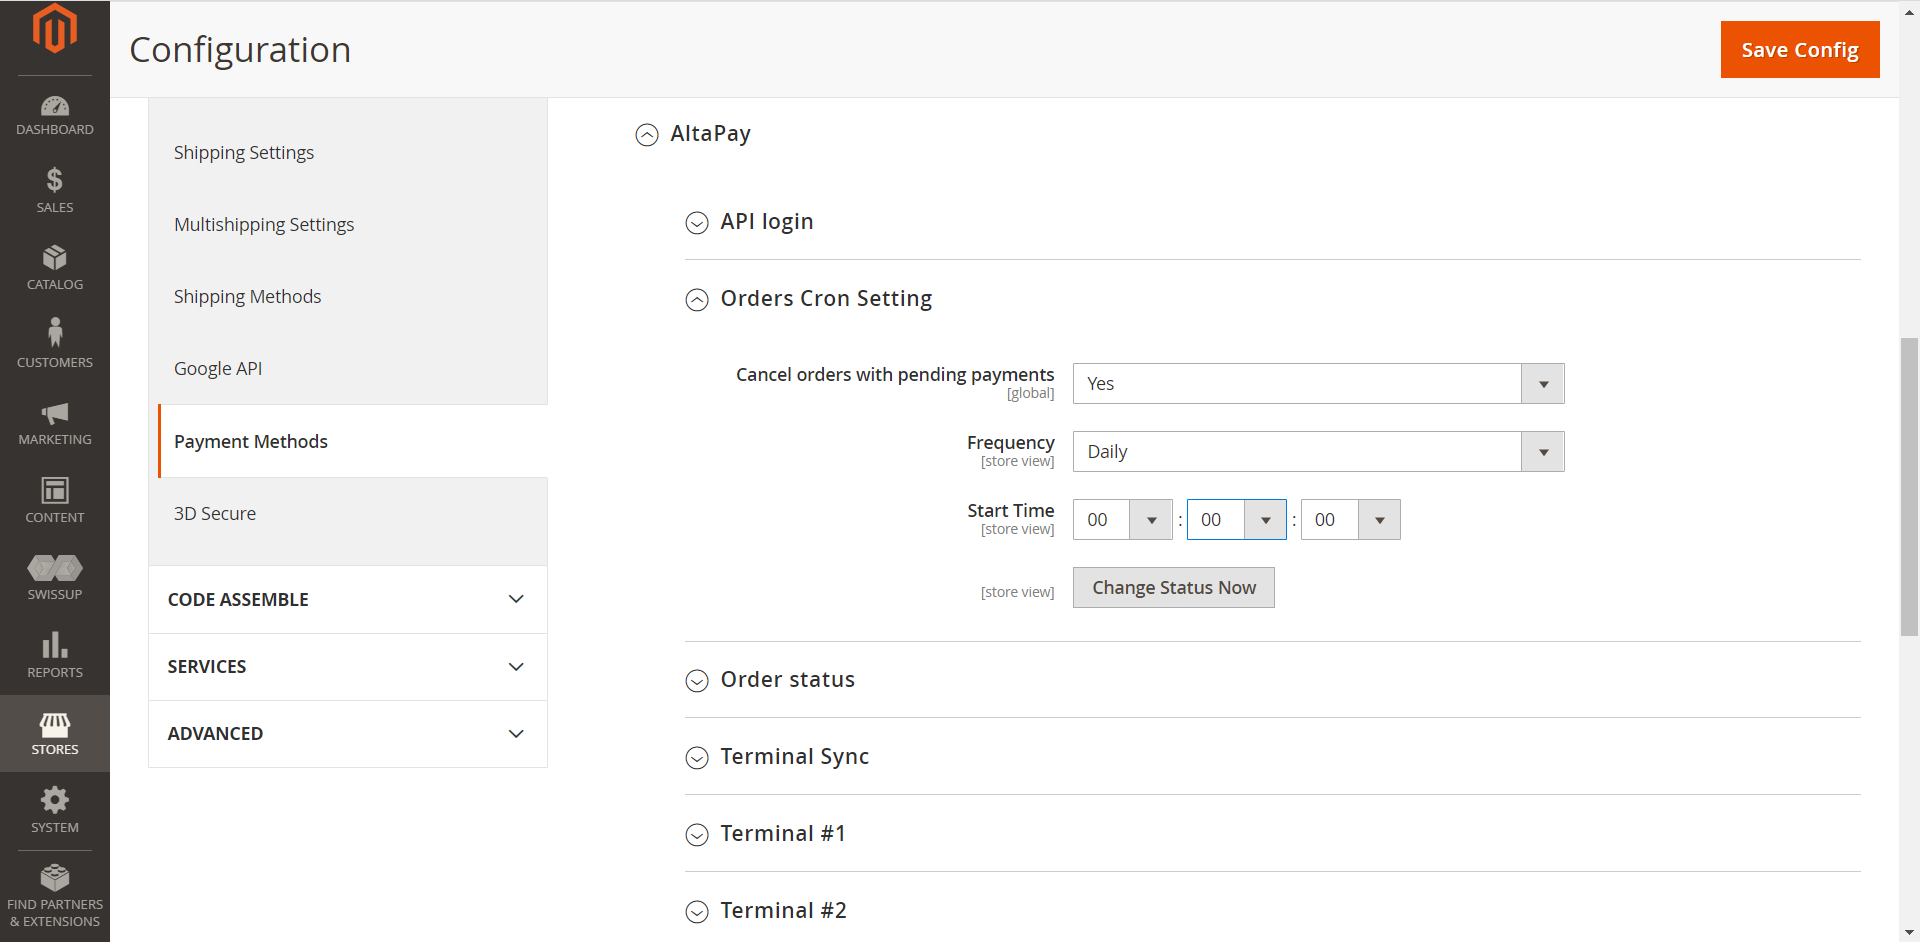 Configuration
Save Config
DASHBOARD
SALES
CATALOG
CUSTOMERS
MARKETING
CONTENT
SWISSUP
REPORTS
STORES
SYSTEM
FIND PARTNERS
& EXTENSIONS
Shipping Settings
Multishipping Settings
Shipping Methods
Google API
Payment Methods
3D Secure
CODE ASSEMBLE
SERVICES
ADVANCED
AltaPay
API login
Orders Cron Setting
Cancel orders with pending payments
[global]
Yes
Frequency
[store view]
Daily
Start Time
[store view]
00 : 00 : 00
[store view]
Change Status Now
Order status
Terminal Sync
Terminal #1
Terminal #2